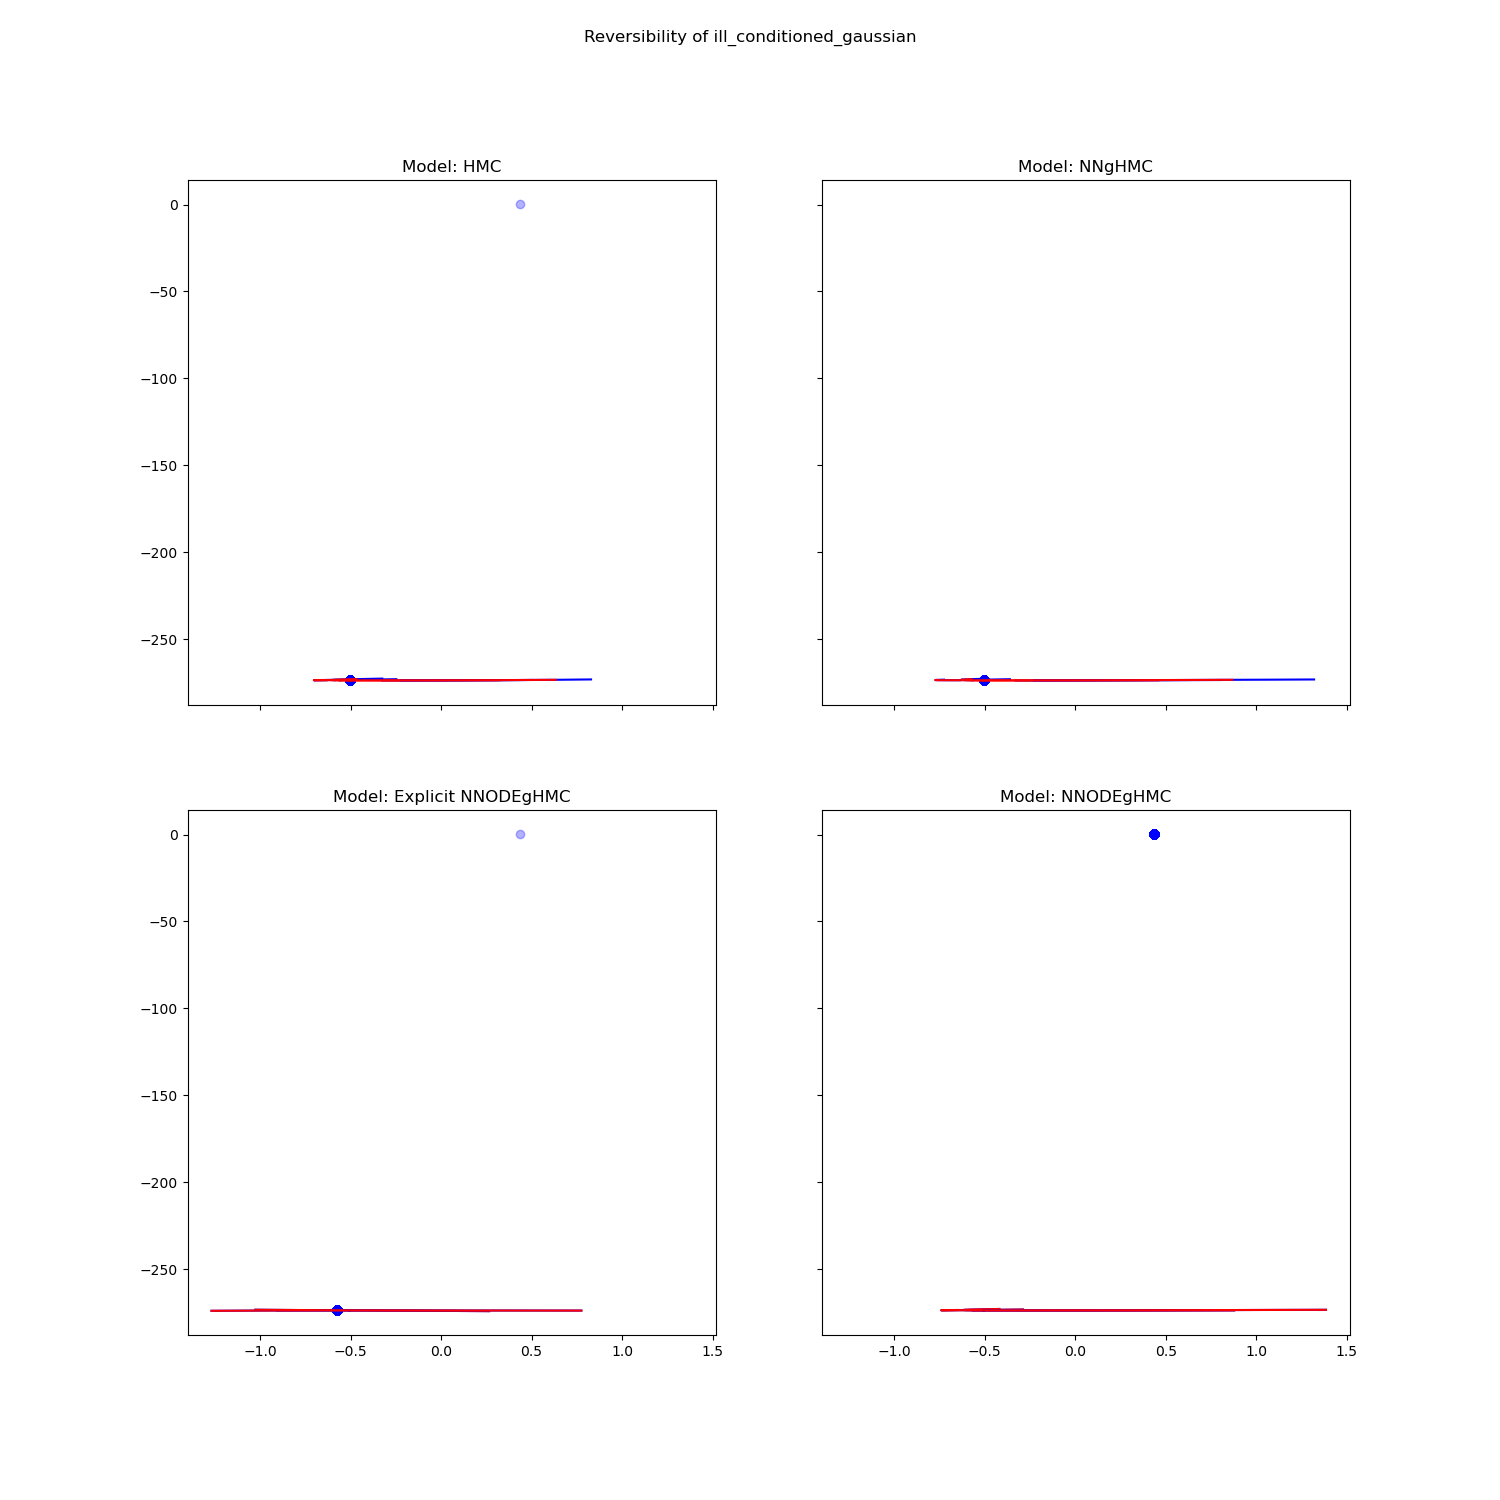 Reversibility of ill_conditioned_gaussian
Model: HMC
Model: NNgHMC
0
−50
−100
−150
−200
−250
Model: Explicit NNODEgHMC
Model: NNODEgHMC
0
−50
−100
−150
−200
−250
−1.0 −0.5 0.0 0.5 1.0 1.5
−1.0 −0.5 0.0 0.5 1.0 1.5